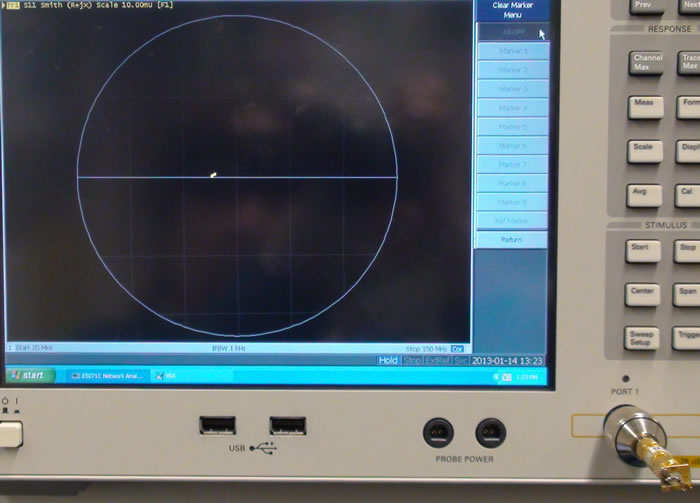 Tr1 S11 Smith (R+jX) Scale 10.00mU [F1]
Clear Marker
Menu
All OFF
Marker 1
Marker 2
Marker 3
Marker 4
Marker 5
Marker 6
Marker 7
Marker 8
Marker 9
Ref Marker
Return
1 Start 20 MHz
IFBW 1 kHz
Stop 150 MHz Cor
Hold Stop ExtRef Svc 2013-01-14 13:23
start
E5071C Network Anal...
VBA
USB
PROBE POWER
Prev
Next
RESPONSE
Channel
Max
Trace
Max
Meas
Form
Scale
Displ
Avg
Cal
STIMULUS
Start
Stop
Center
Span
Sweep
Setup
Trigge
PORT 1